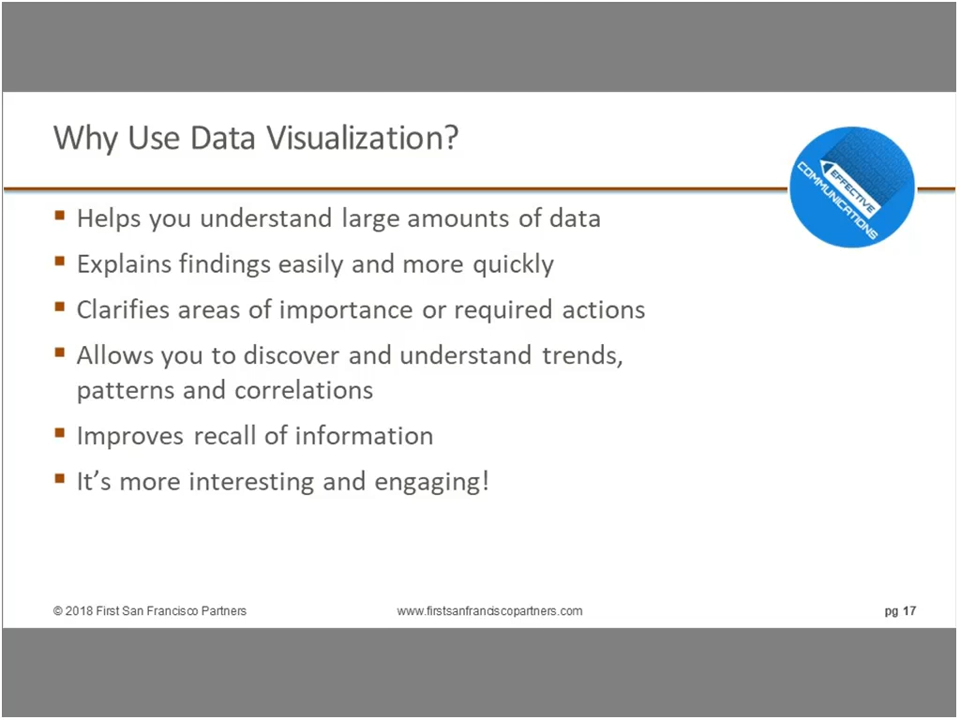 Why Use Data Visualization?
EFFECTIVE
COMMUNICATIONS
▪ Helps you understand large amounts of data
▪ Explains findings easily and more quickly
▪ Clarifies areas of importance or required actions
▪ Allows you to discover and understand trends,
patterns and correlations
▪ Improves recall of information
▪ It’s more interesting and engaging!
© 2018 First San Francisco Partners
www.firstsanfranciscopartners.com
pg 17